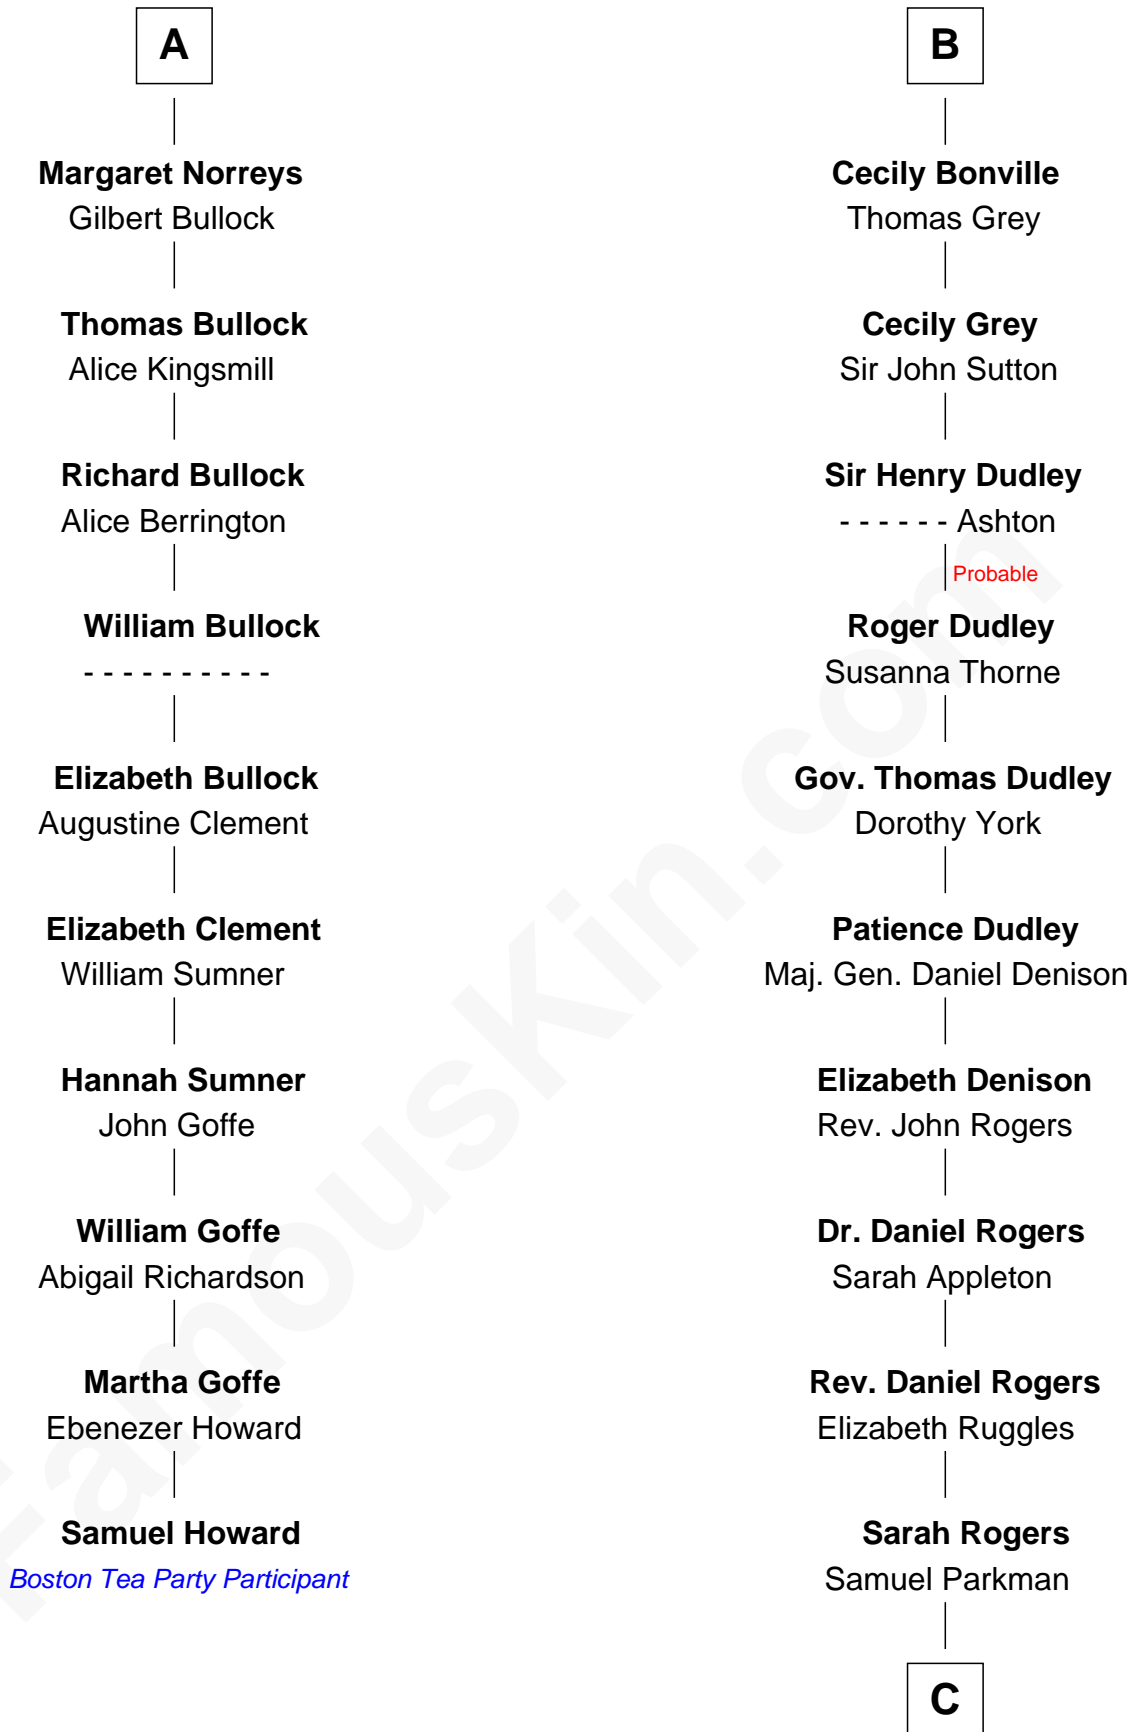 A
Margaret Norreys
Gilbert Bullock
Thomas Bullock
Alice Kingsmill
Richard Bullock
Alice Berrington
William Bullock
- - - - - - - - - -
Elizabeth Bullock
Augustine Clement
Elizabeth Clement
William Sumner
Hannah Sumner
John Goffe
William Goffe
Abigail Richardson
Martha Goffe
Ebenezer Howard
Samuel Howard
Boston Tea Party Participant
B
Cecily Bonville
Thomas Grey
Cecily Grey
Sir John Sutton
Sir Henry Dudley
- - - - - - Ashton
Probable
Roger Dudley
Susanna Thorne
Gov. Thomas Dudley
Dorothy York
Patience Dudley
Maj. Gen. Daniel Denison
Elizabeth Denison
Rev. John Rogers
Dr. Daniel Rogers
Sarah Appleton
Rev. Daniel Rogers
Elizabeth Ruggles
Sarah Rogers
Samuel Parkman
C
FamousKin.com